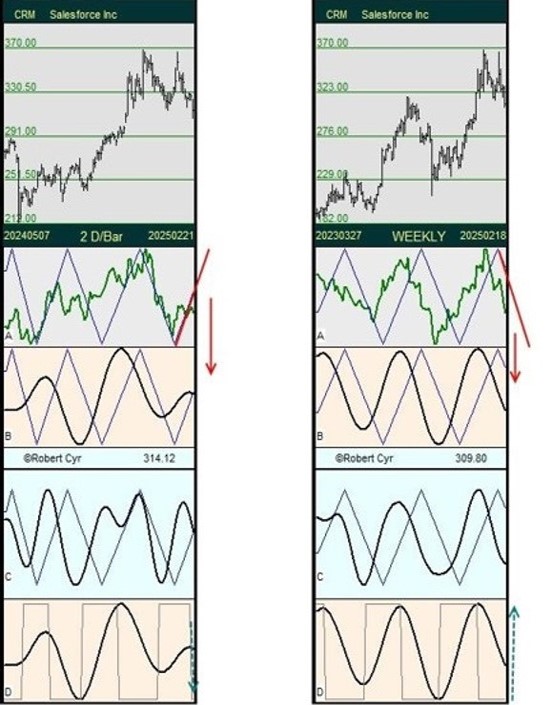 CRM Salesforce Inc
370.00
330.50
291.00
251.50
212.00
20240507 2 D/Bar 20250221
A
B
©Robert Cyr 314.12
C
D
CRM Salesforce Inc
370.00
323.00
276.00
229.00
182.00
20230327 WEEKLY 20250218
A
B
©Robert Cyr 309.80
C
D